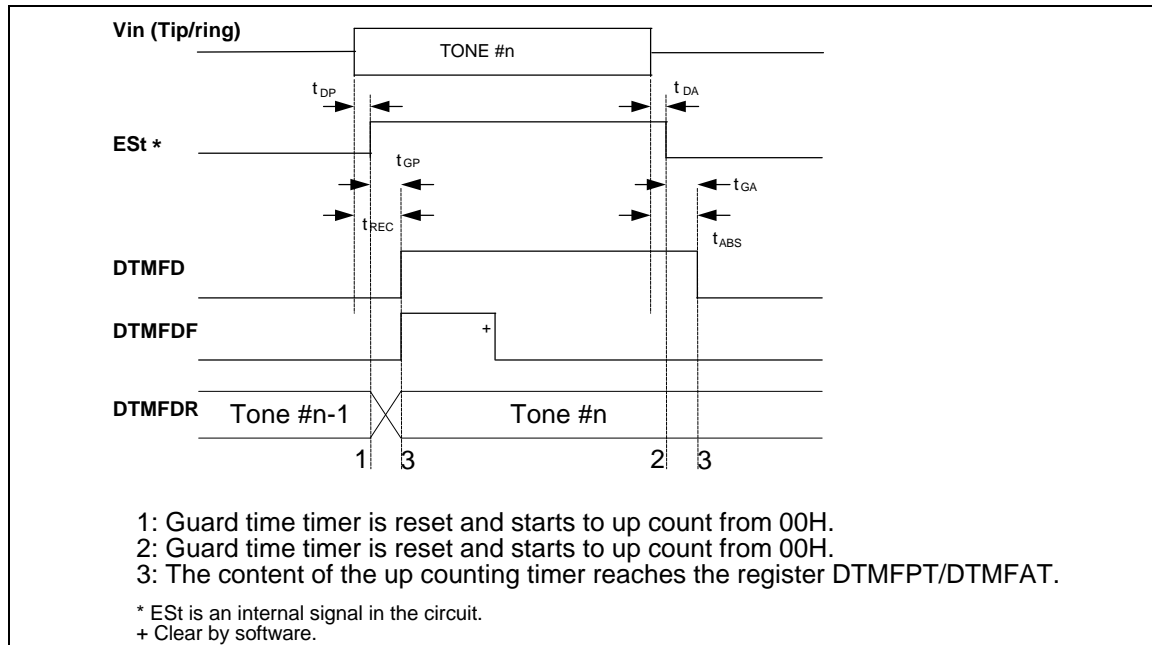 Vin (Tip/ring)
TONE #n
tDP
tDA
ESt *
tGP
tGA
tREC
tABS
DTMFD
DTMFDF
+
DTMFDR
Tone #n-1
Tone #n
1
3
2
3
1: Guard time timer is reset and starts to up count from 00H.
2: Guard time timer is reset and starts to up count from 00H.
3: The content of the up counting timer reaches the register DTMFPT/DTMFAT.
* ESt is an internal signal in the circuit.
+ Clear by software.